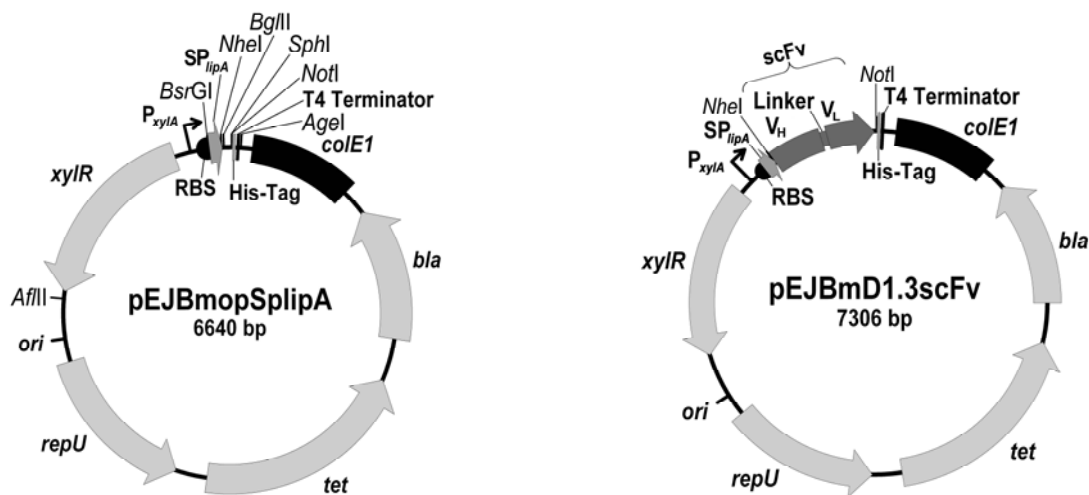 BglII
NheI
SphI
SPlipA
NotI
BsrGI
T4 Terminator
PxylA
AgeI
colE1
xylR
RBS
His-Tag
bla
AflII
pEJBmopSplipA
6640 bp
ori
repU
tet
scFv
NotI
Linker
T4 Terminator
NheI
VH
VL
colE1
SPlipA
PxylA
His-Tag
RBS
xylR
bla
pEJBmD1.3scFv
7306 bp
ori
repU
tet